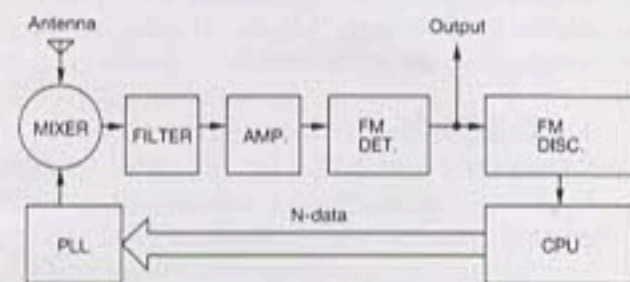 Antenna
Output
MIXER
FILTER
AMP.
FM
DET.
FM
DISC.
N-data
PLL
CPU